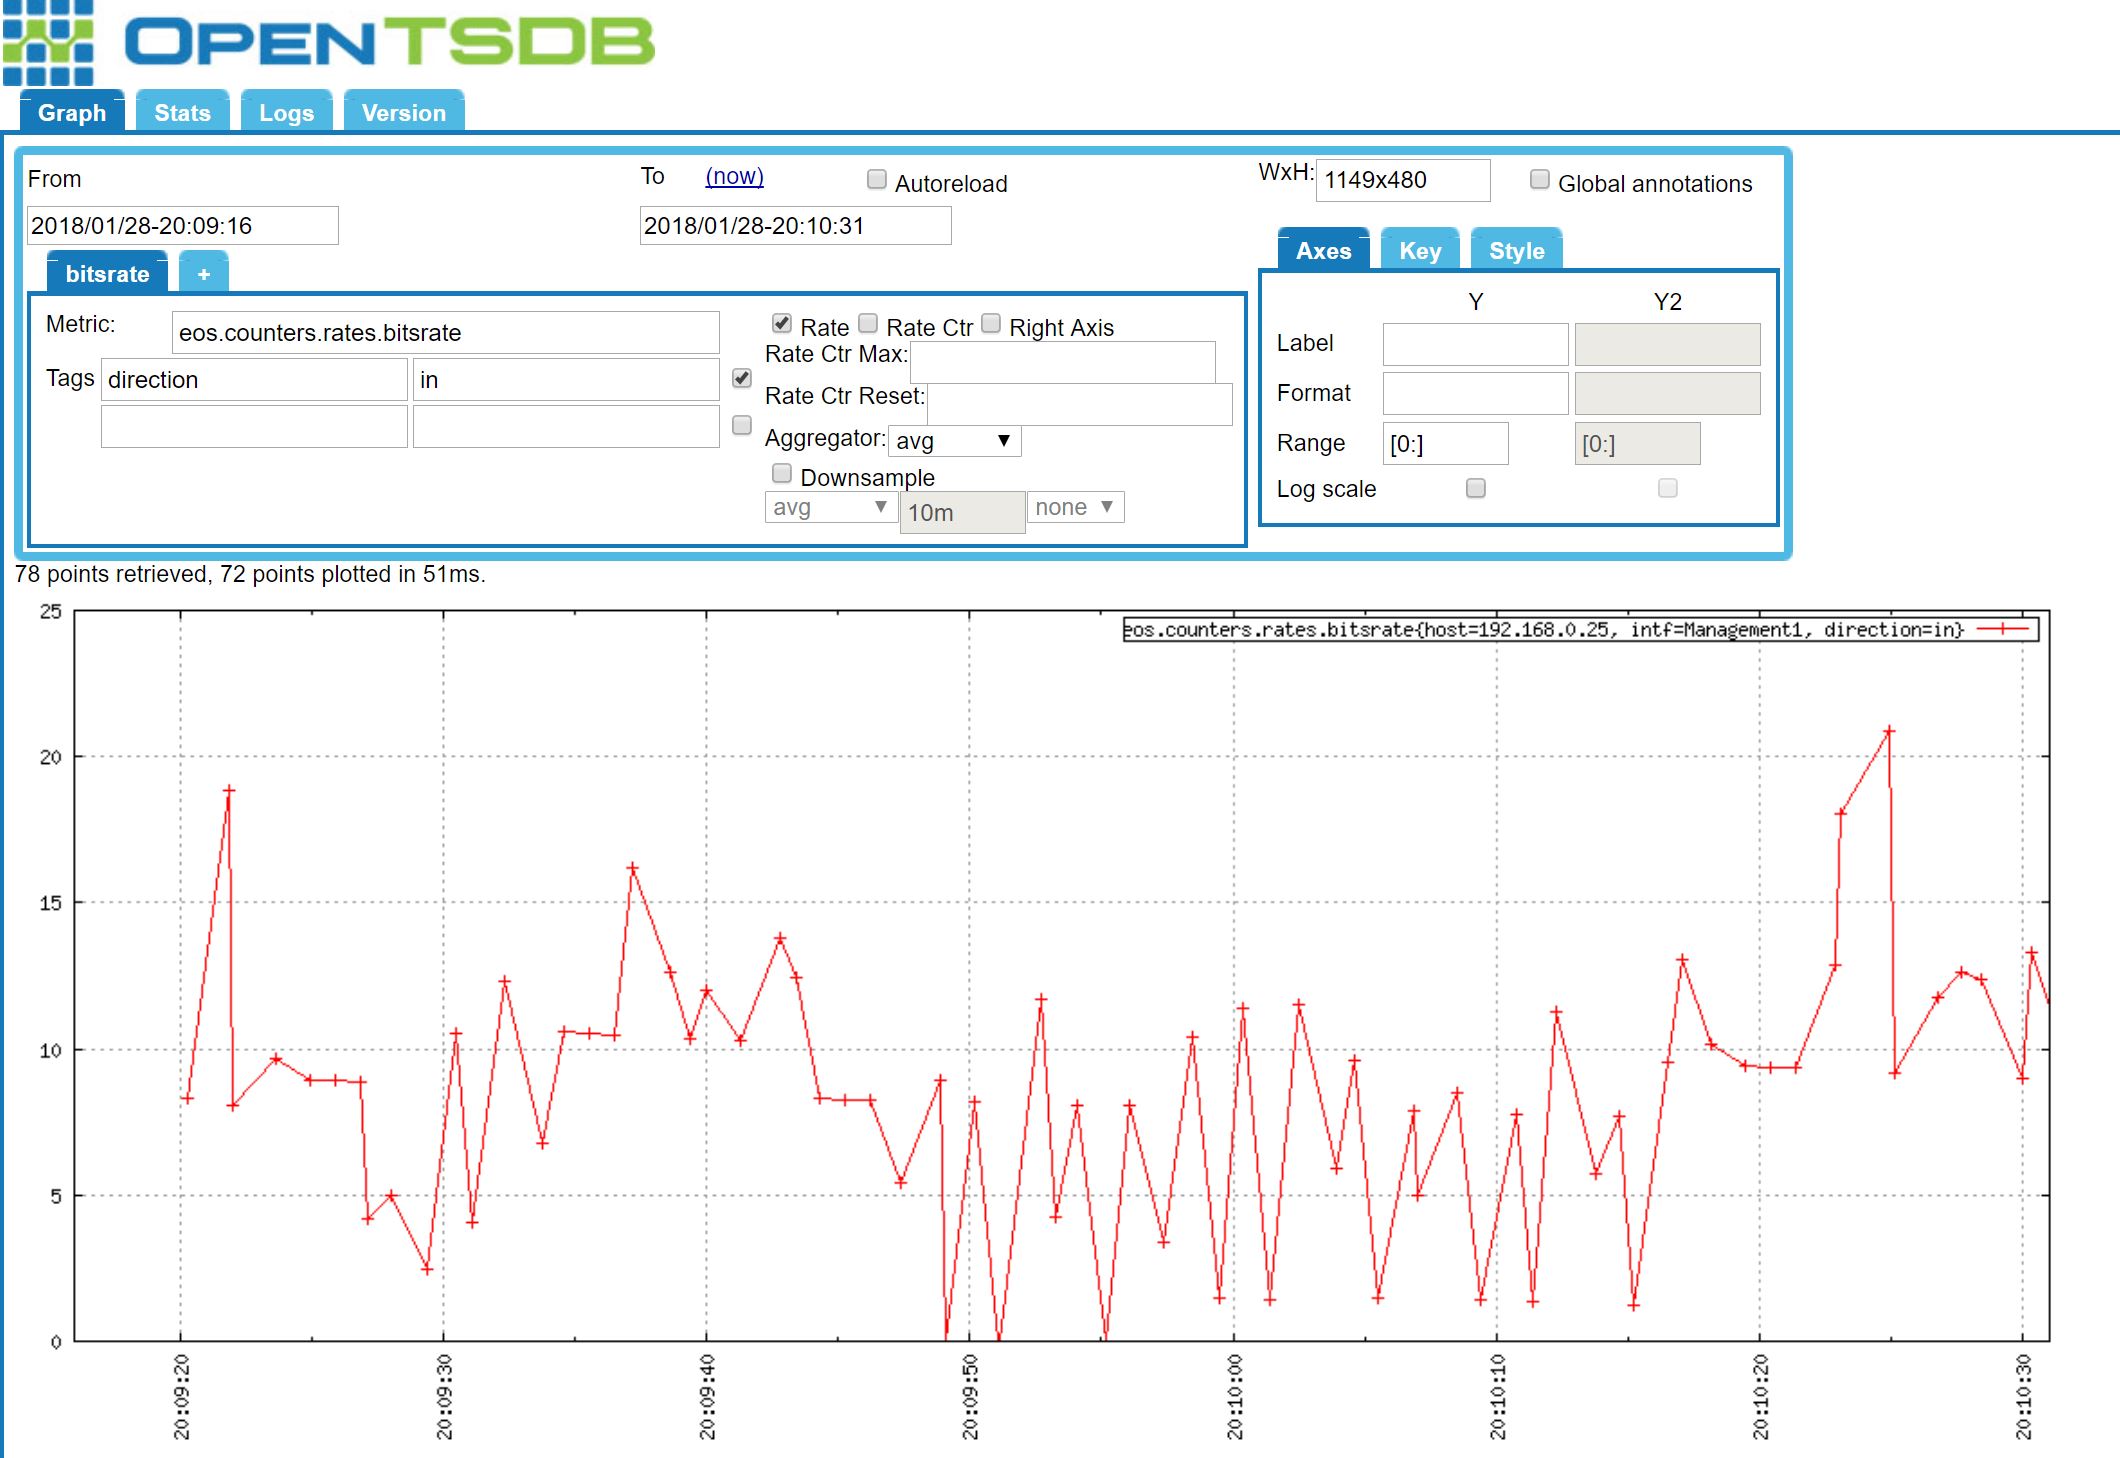 OPENTSDB
Graph Stats Logs Version
From To (now) Autoreload WxH: 1149x480 Global annotations
2018/01/28-20:09:16 2018/01/28-20:10:31
bitsrate + Axes Key Style
Metric: eos.counters.rates.bitsrate Rate Rate Ctr Right Axis
Rate Ctr Max:
Tags direction in
Rate Ctr Reset:
Aggregator: avg
Downsample
avg 10m none
Y Y2
Label
Format
Range [0:] [0:]
Log scale
78 points retrieved, 72 points plotted in 51ms.
eos.counters.rates.bitsrate{host=192.168.0.25, intf=Management1, direction=in}
25
20
15
10
5
0
20:09:20 20:09:30 20:09:40 20:09:50 20:10:00 20:10:10 20:10:20 20:10:30